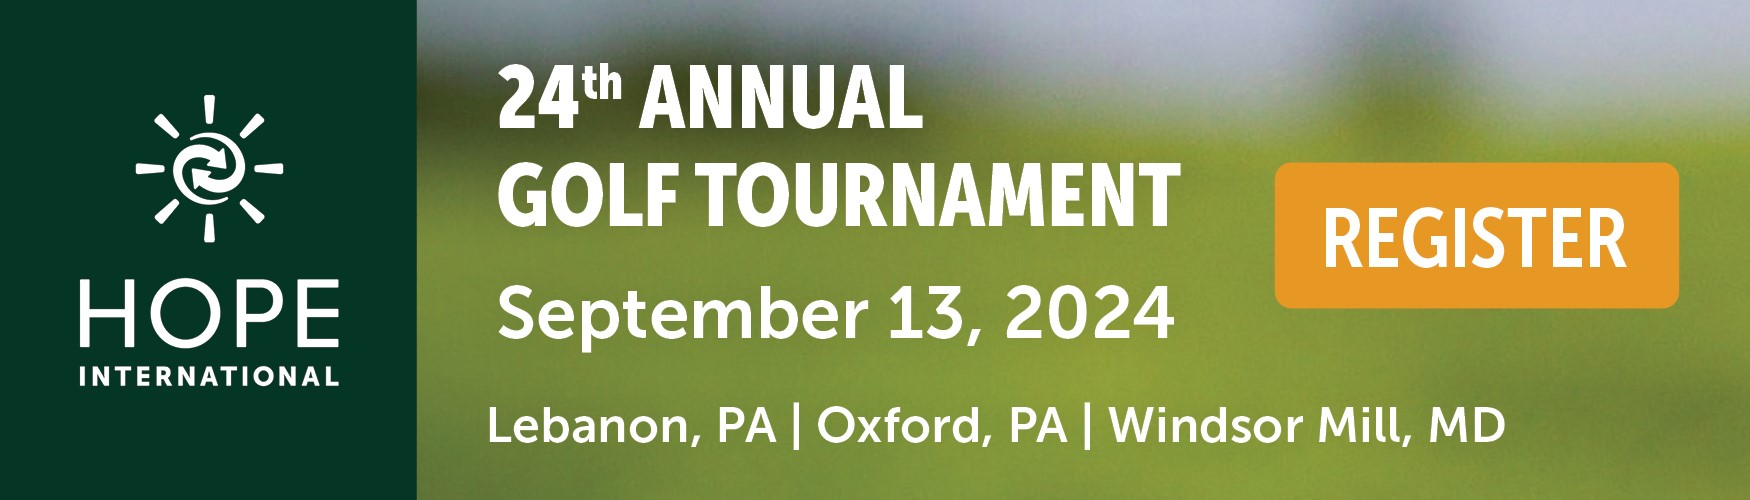 HOPE
INTERNATIONAL
24th ANNUAL
GOLF TOURNAMENT
September 13, 2024
Lebanon, PA | Oxford, PA | Windsor Mill, MD
REGISTER